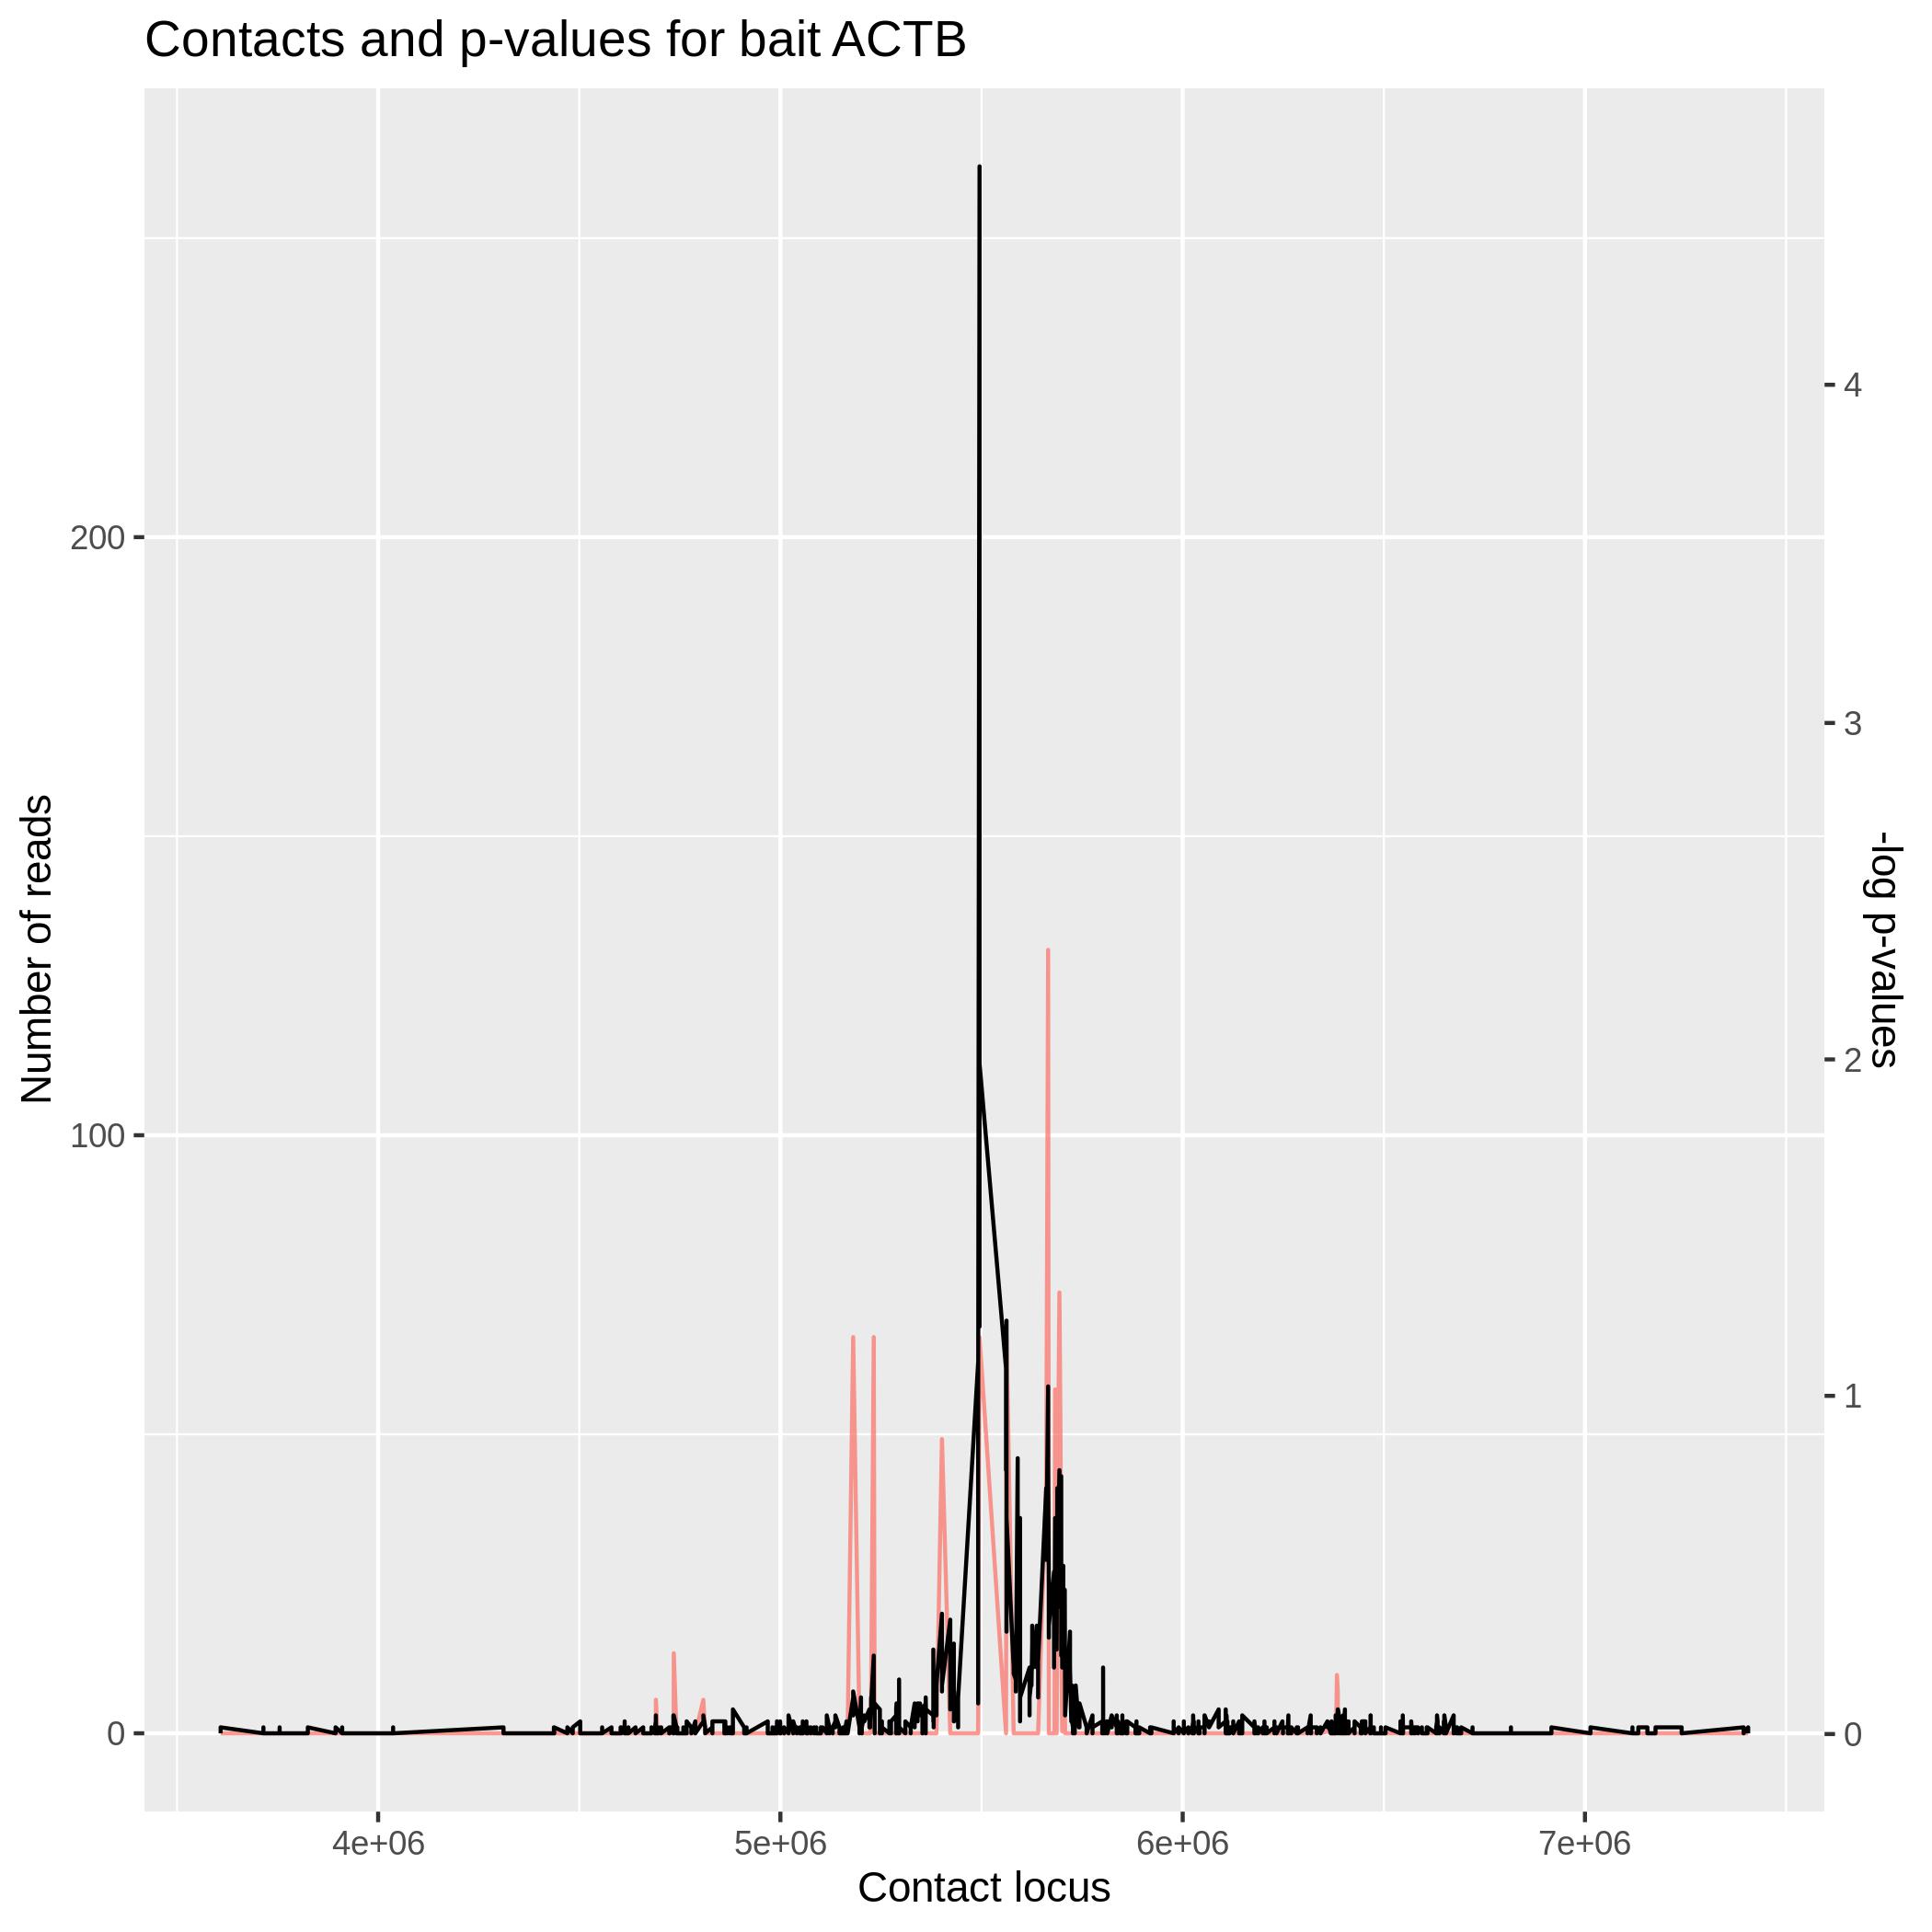 Contacts and p-values for bait ACTB
Number of reads
200
100
0
4
3
2
1
0
-log p-values
4e+06
5e+06
6e+06
7e+06
Contact locus